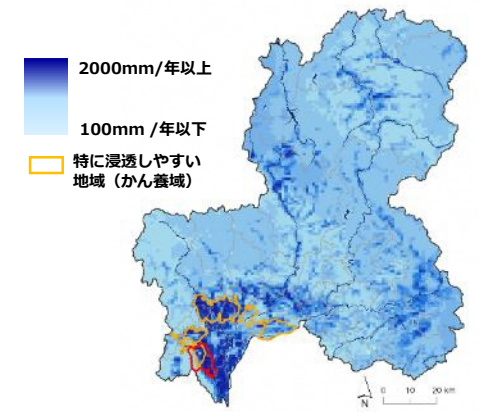 2000mm/年以上
100mm /年以下
特に浸透しやすい
地域（かん養域）
N
0 10 20 km